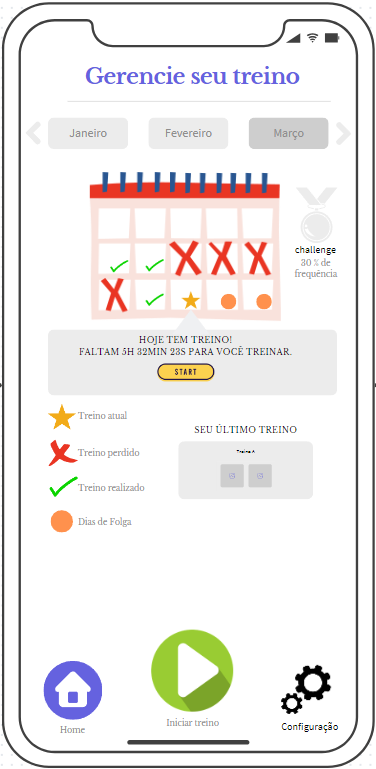 Gerencie seu treino
Janeiro
Fevereiro
Março
challenge
30 % de
frequência
HOJE TEM TREINO!
FALTAM 5H 32MIN 23S PARA VOCÊ TREINAR.
START
Treino atual
SEU ÚLTIMO TREINO
Treino perdido
Treino A
Treino realizado
Dias de Folga
Home
Iniciar treino
Configuração